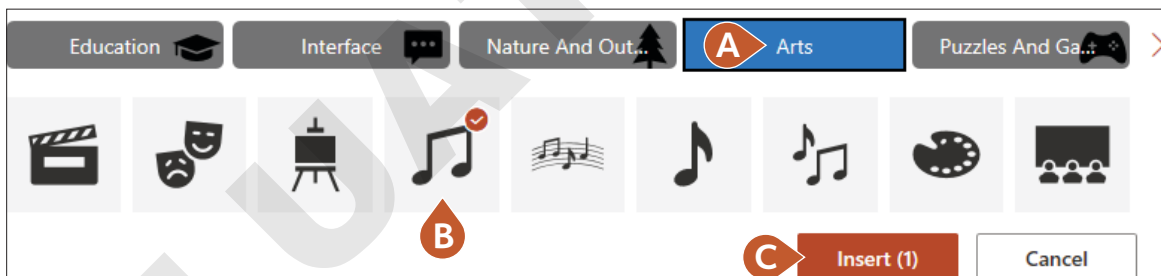 Education Interface Nature And Out... A Arts Puzzles And Ga...
B
C Insert (1) Cancel